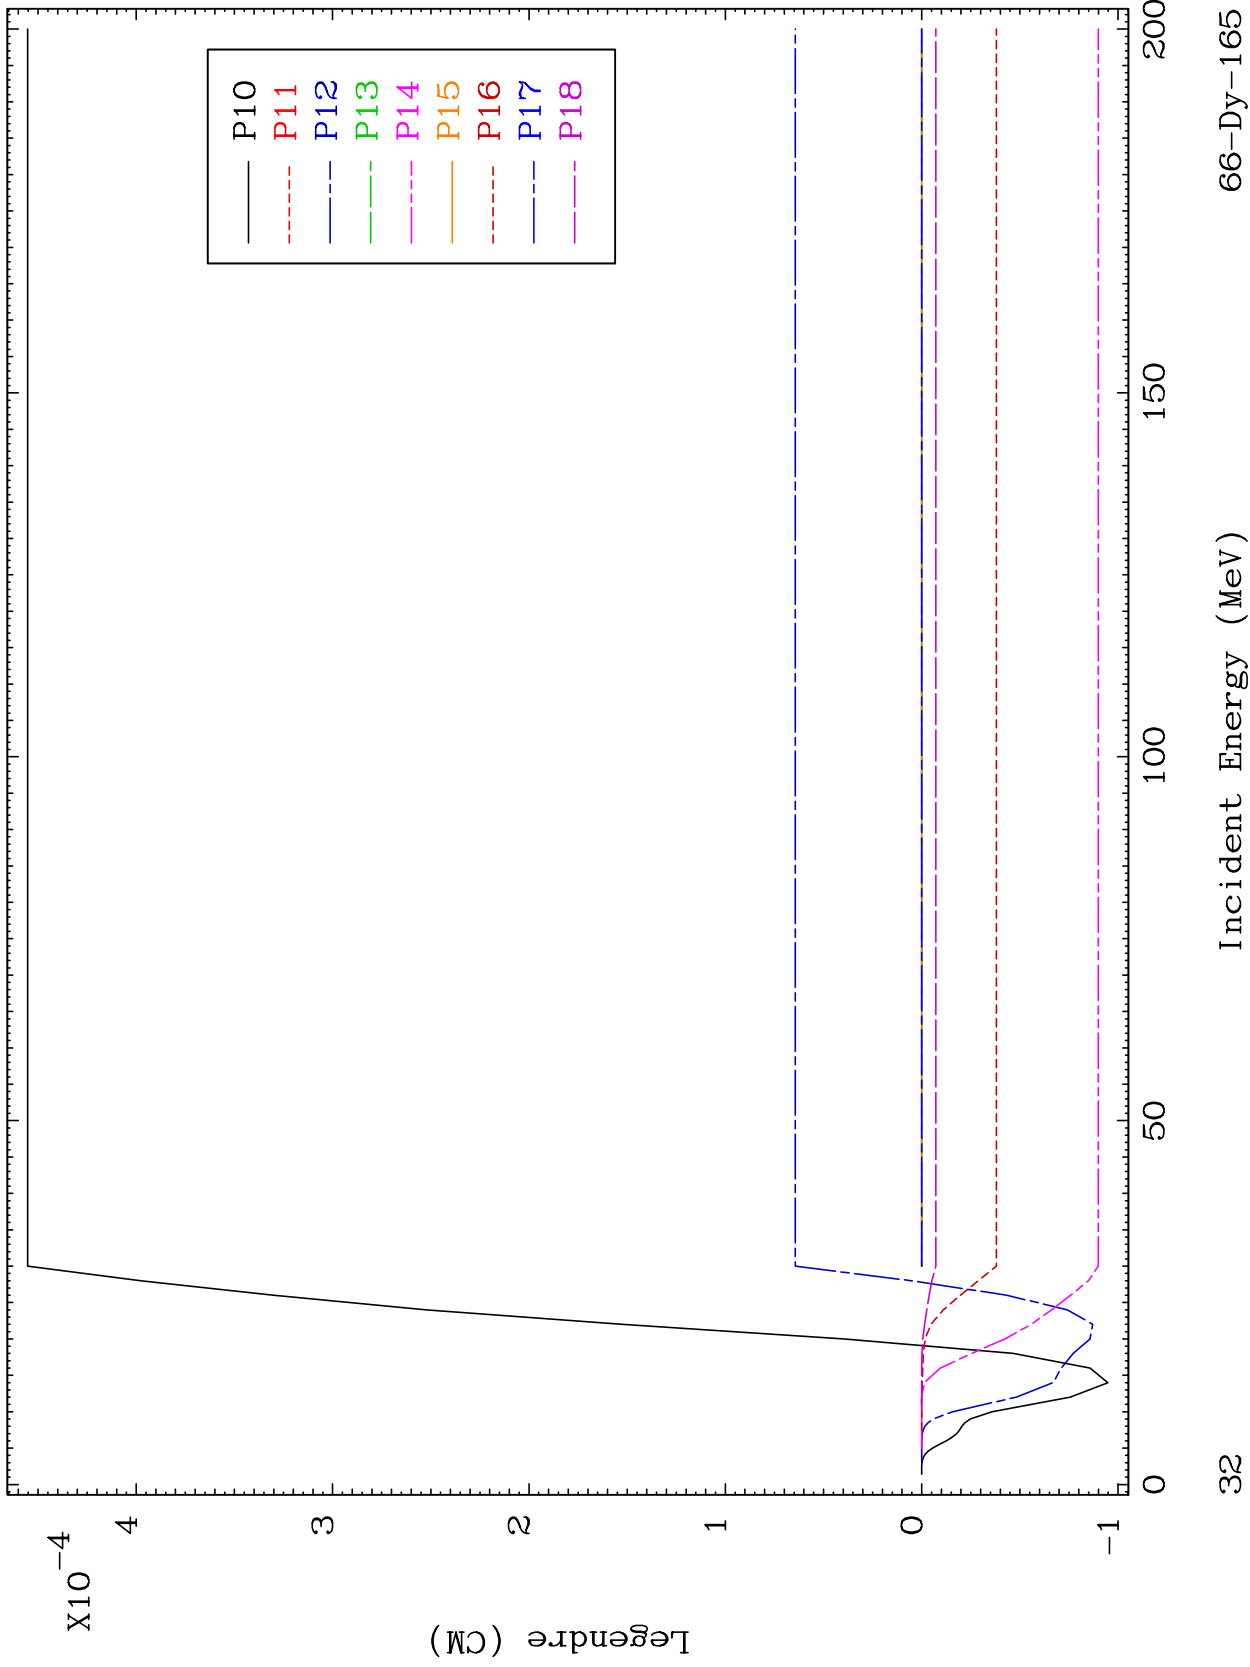 X10⁻⁴
Legendre (CM)
4
3
2
1
0
-1
P10
P11
P12
P13
P14
P15
P16
P17
P18
0
50
100
150
200
Incident Energy (MeV)
32
66-Dy-165